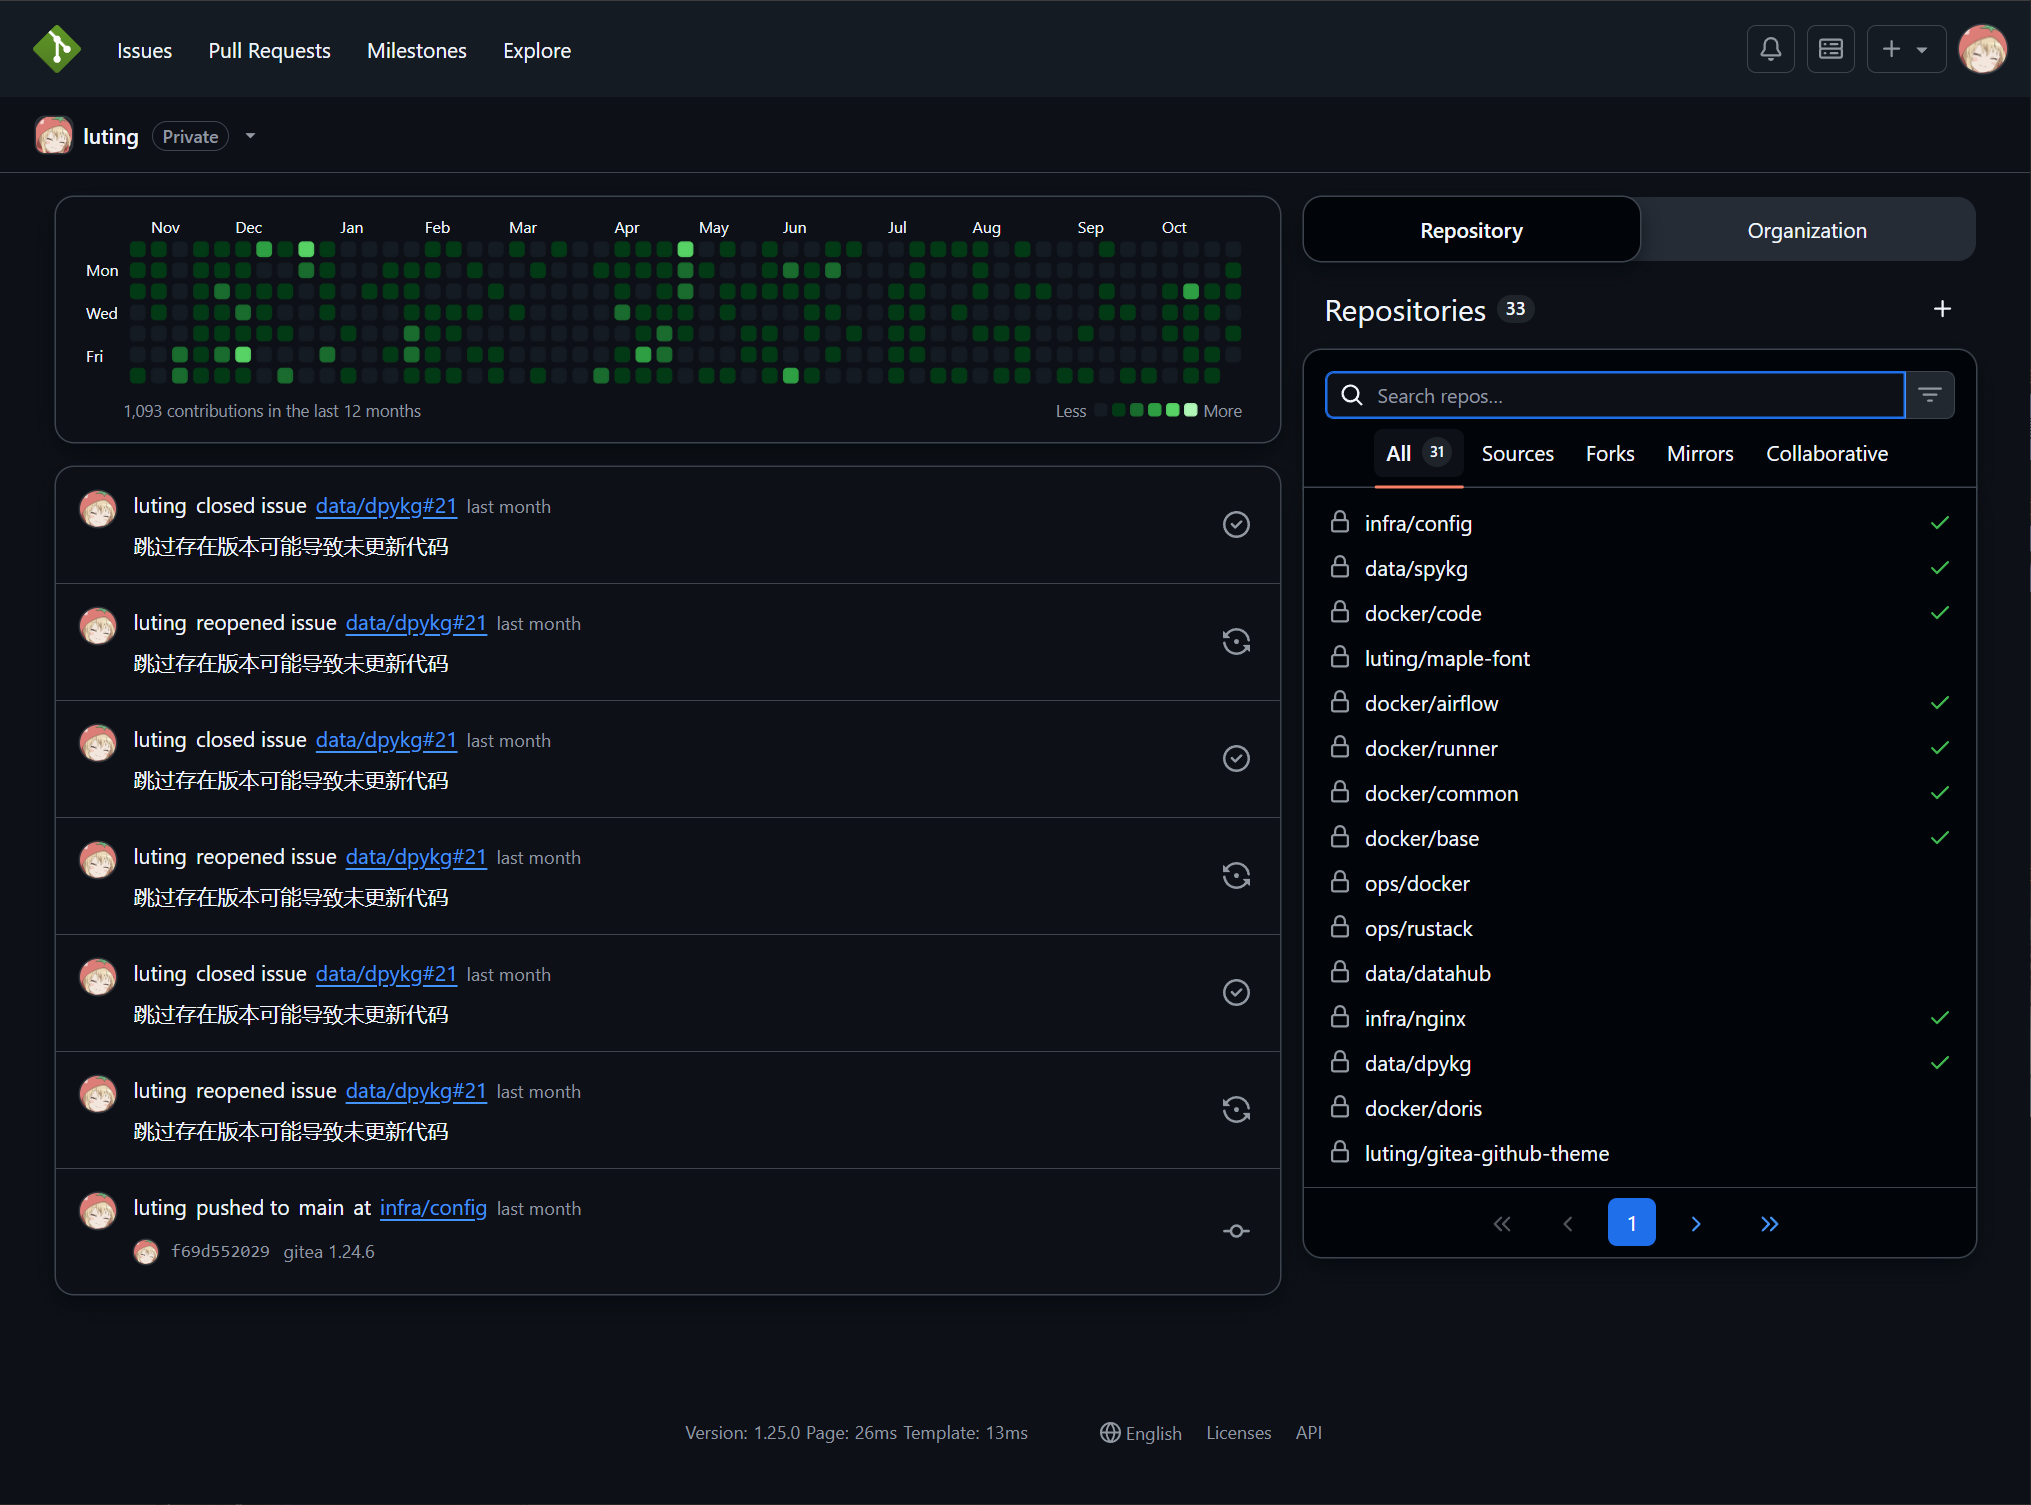 Issues Pull Requests Milestones Explore
luting Private
Nov Dec Jan Feb Mar Apr May Jun Jul Aug Sep Oct
Mon
Wed
Fri
1,093 contributions in the last 12 months Less More
luting closed issue data/dpykg#21 last month
跳过存在版本可能导致未更新代码
luting reopened issue data/dpykg#21 last month
跳过存在版本可能导致未更新代码
luting closed issue data/dpykg#21 last month
跳过存在版本可能导致未更新代码
luting reopened issue data/dpykg#21 last month
跳过存在版本可能导致未更新代码
luting closed issue data/dpykg#21 last month
跳过存在版本可能导致未更新代码
luting reopened issue data/dpykg#21 last month
跳过存在版本可能导致未更新代码
luting pushed to main at infra/config last month
f69d552029 gitea 1.24.6
Repository Organization
Repositories 33
Search repos...
All 31 Sources Forks Mirrors Collaborative
infra/config
data/spykg
docker/code
luting/maple-font
docker/airflow
docker/runner
docker/common
docker/base
ops/docker
ops/rustack
data/datahub
infra/nginx
data/dpykg
docker/doris
luting/gitea-github-theme
1
Version: 1.25.0 Page: 26ms Template: 13ms English Licenses API